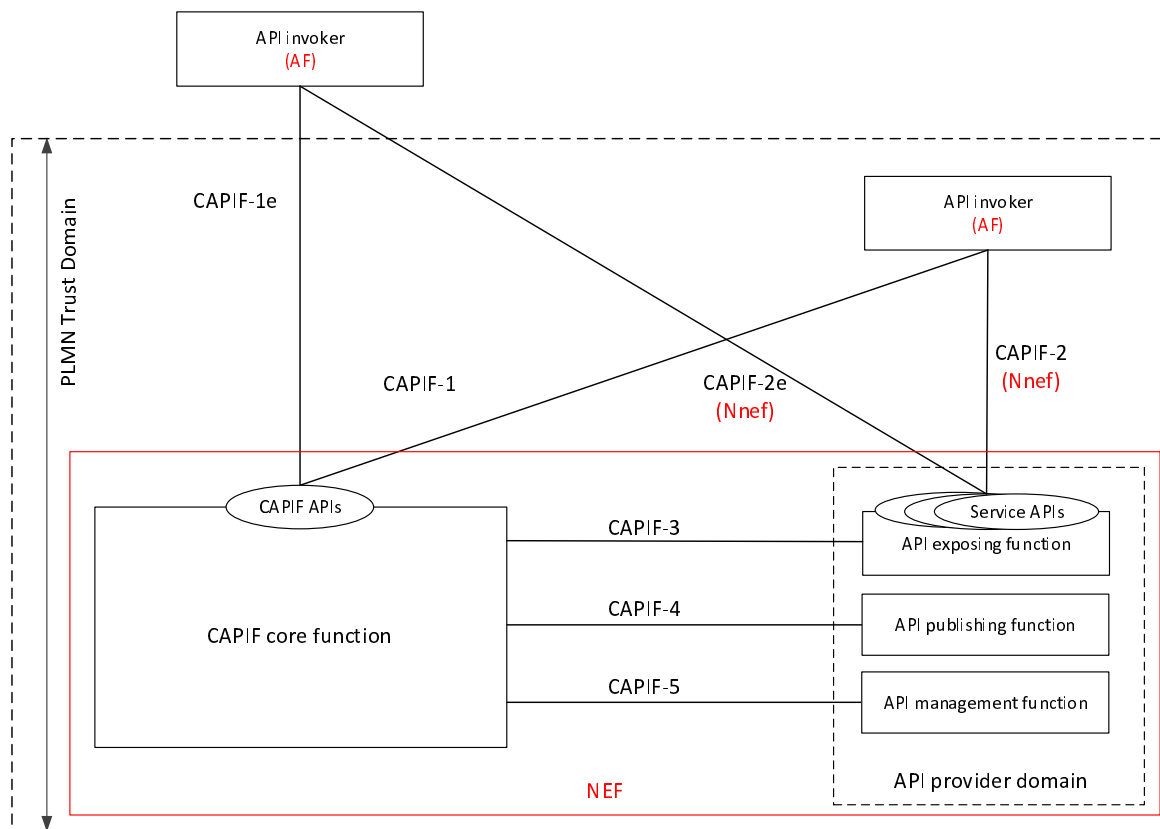 API invoker
(AF)
CAPIF-1e
PLMN Trust Domain
API invoker
(AF)
CAPIF-1
CAPIF-2e
(Nnef)
CAPIF-2
(Nnef)
CAPIF APIs
Service APIs
API exposing function
CAPIF-3
CAPIF core function
CAPIF-4
API publishing function
CAPIF-5
API management function
API provider domain
NEF